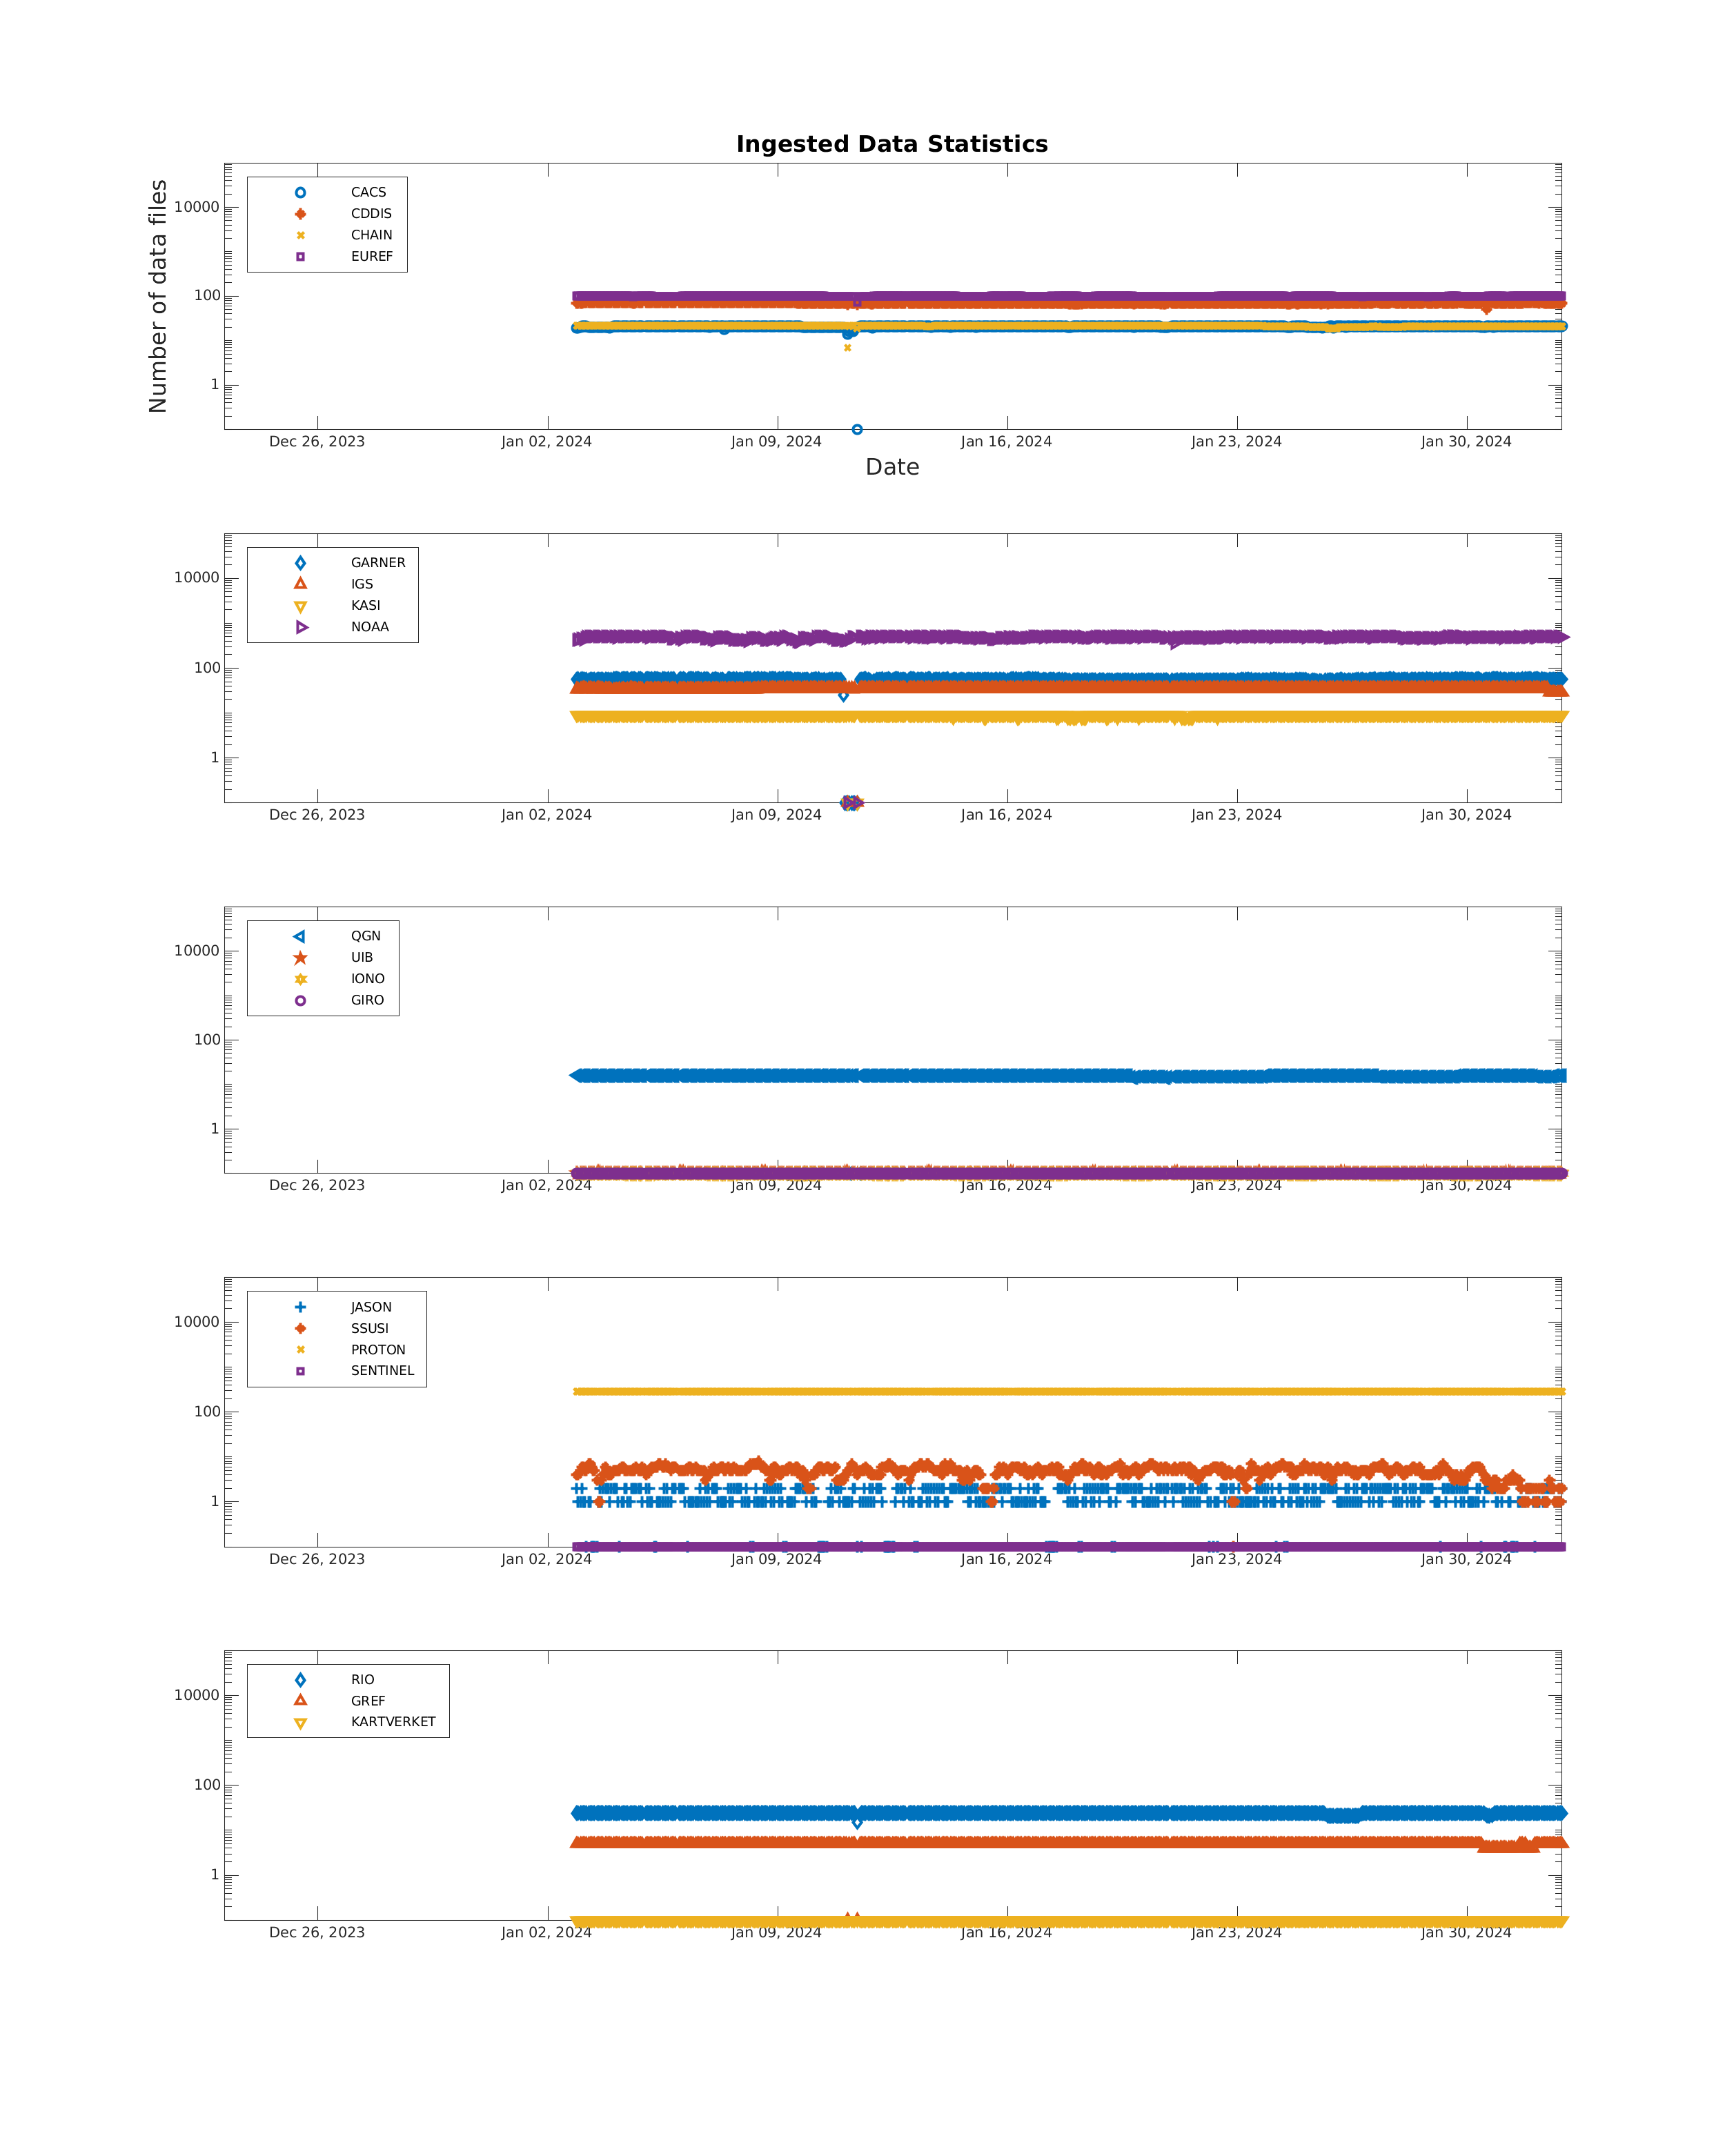 Ingested Data Statistics
Number of data files
10000
100
1
CACS
CDDIS
CHAIN
EUREF
Dec 26, 2023 Jan 02, 2024 Jan 09, 2024 Jan 16, 2024 Jan 23, 2024 Jan 30, 2024
Date
10000
100
1
GARNER
IGS
KASI
NOAA
Dec 26, 2023 Jan 02, 2024 Jan 09, 2024 Jan 16, 2024 Jan 23, 2024 Jan 30, 2024
10000
100
1
QGN
UIB
IONO
GIRO
Dec 26, 2023 Jan 02, 2024 Jan 09, 2024 Jan 16, 2024 Jan 23, 2024 Jan 30, 2024
10000
100
1
JASON
SSUSI
PROTON
SENTINEL
Dec 26, 2023 Jan 02, 2024 Jan 09, 2024 Jan 16, 2024 Jan 23, 2024 Jan 30, 2024
10000
100
1
RIO
GREF
KARTVERKET
Dec 26, 2023 Jan 02, 2024 Jan 09, 2024 Jan 16, 2024 Jan 23, 2024 Jan 30, 2024